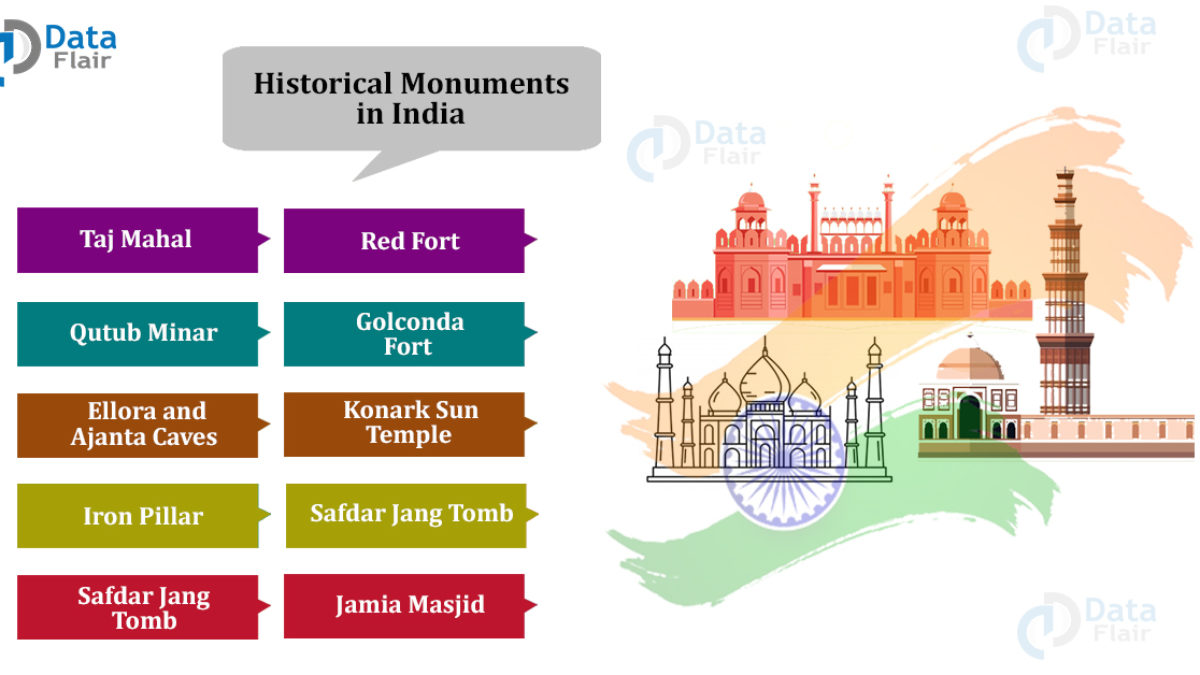 Data
Flair
Data
Flair
Historical Monuments
in India
Data
Flair
Taj Mahal
Red Fort
Qutub Minar
Golconda
Fort
Ellora and
Ajanta Caves
Konark Sun
Temple
Iron Pillar
Safdar Jang Tomb
Safdar Jang
Tomb
Jamia Masjid
Data
Flair